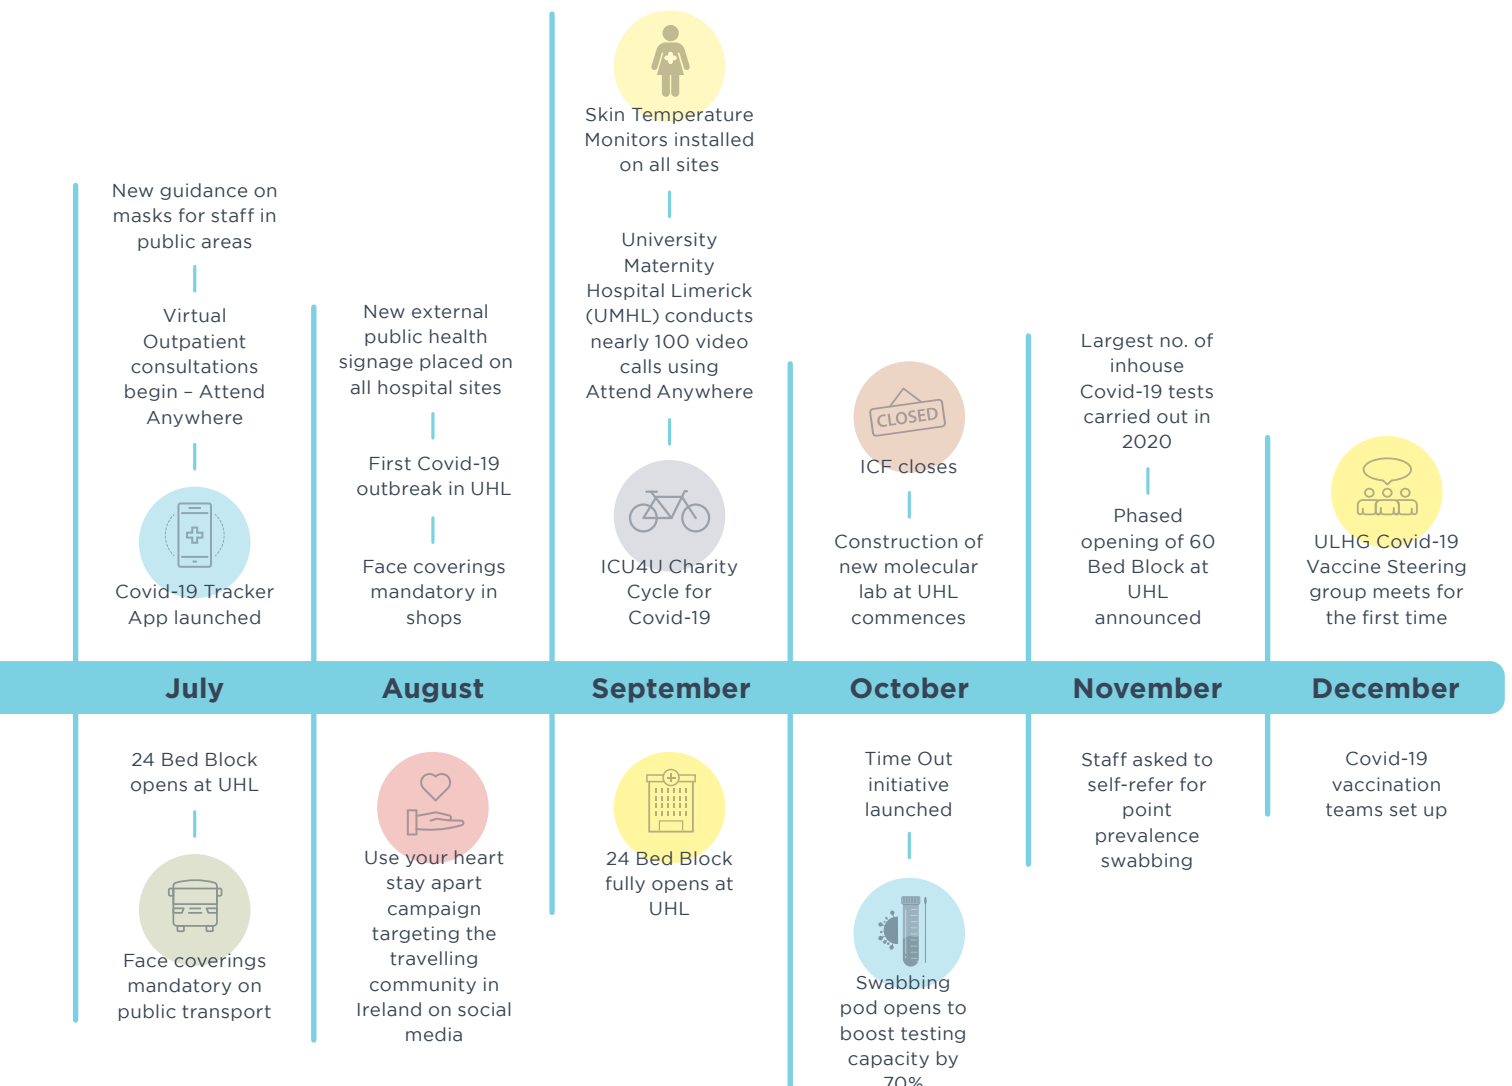 New guidance on
masks for staff in
public areas
Virtual
Outpatient
consultations
begin – Attend
Anywhere
Covid-19 Tracker
App launched
New external
public health
signage placed on
all hospital sites
First Covid-19
outbreak in UHL
Face coverings
mandatory in
shops
Skin Temperature
Monitors installed
on all sites
University
Maternity
Hospital Limerick
(UMHL) conducts
nearly 100 video
calls using
Attend Anywhere
ICU4U Charity
Cycle for
Covid-19
CLOSED
ICF closes
Construction of
new molecular
lab at UHL
commences
Largest no. of
inhouse
Covid-19 tests
carried out in
2020
Phased
opening of 60
Bed Block at
UHL
announced
ULHG Covid-19
Vaccine Steering
group meets for
the first time
July
August
September
October
November
December
24 Bed Block
opens at UHL
Face coverings
mandatory on
public transport
Use your heart
stay apart
campaign
targeting the
travelling
community in
Ireland on social
media
24 Bed Block
fully opens at
UHL
Time Out
initiative
launched
Swabbing
pod opens to
boost testing
capacity by
70%
Staff asked to
self-refer for
point
prevalence
swabbing
Covid-19
vaccination
teams set up